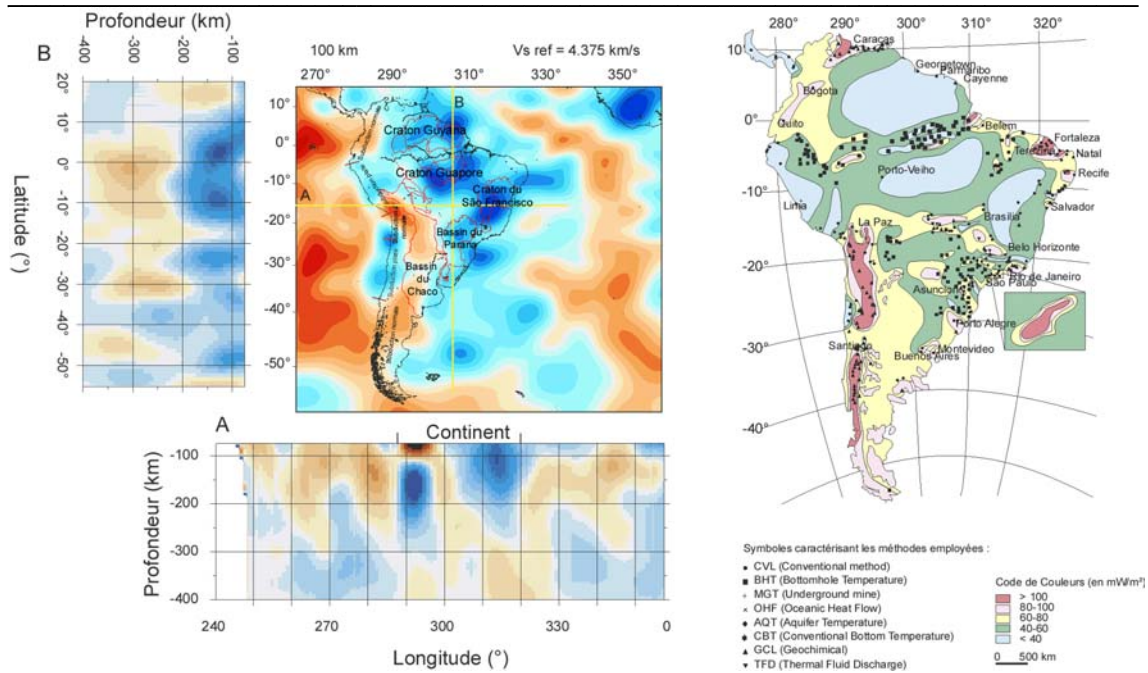 Profondeur (km)
-400 -300 -200 -100
B
20°
10°
0°
-10°
-20°
-30°
-40°
-50°
Latitude (°)
100 km Vs ref = 4.375 km/s
270° 290° 310° 330° 350°
10°
0°
-10°
-20°
-30°
-40°
-50°
B
A
Craton Guyana
Craton Guapore
Craton du
São Francisco
Bassin du
Parana
Bassin
du
Chaco
A
Continent
Profondeur (km)
-100
-200
-300
-400
240 270 300 330 0
Longitude (°)
280° 290° 300° 310° 320°
10°
0°
-10°
-20°
-30°
-40°
Caracas
Georgetown
Parmaribo
Cayenne
Bogota
Quito
Belem
Fortaleza
Terezina
Natal
Porto-Velho
Recife
Lima
Salvador
La Paz
Brasilia
Belo Horizonte
Rio de Janeiro
São Paulo
Asuncion
Porto Alegre
Santiago
Montevideo
Buenos Aires
Symboles caractérisant les méthodes employées :
CVL (Conventional method)
BHT (Bottomhole Temperature)
MGT (Underground mine)
OHF (Oceanic Heat Flow)
AQT (Aquifer Temperature)
CBT (Conventional Bottom Temperature)
GCL (Geochimical)
TFD (Thermal Fluid Discharge)
Code de Couleurs (en mW/m²)
> 100
80-100
60-80
40-60
< 40
0 500 km